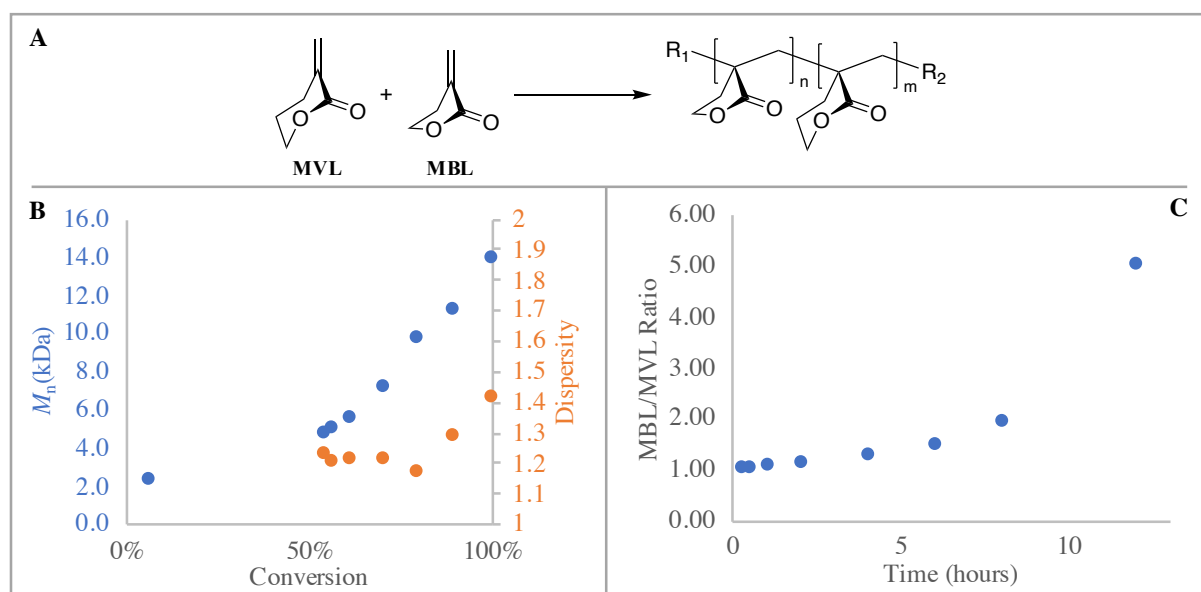 A
O
O
+
O
O
MVL
MBL
R1
n
m
R2
O
O
O
O
B
16.0
14.0
12.0
10.0
8.0
6.0
4.0
2.0
0.0
Mn(kDa)
0%
50%
100%
Conversion
2
1.9
1.8
1.7
1.6
1.5
1.4
1.3
1.2
1.1
1
Dispersity
C
6.00
5.00
4.00
3.00
2.00
1.00
0.00
MBL/MVL Ratio
0
5
10
Time (hours)